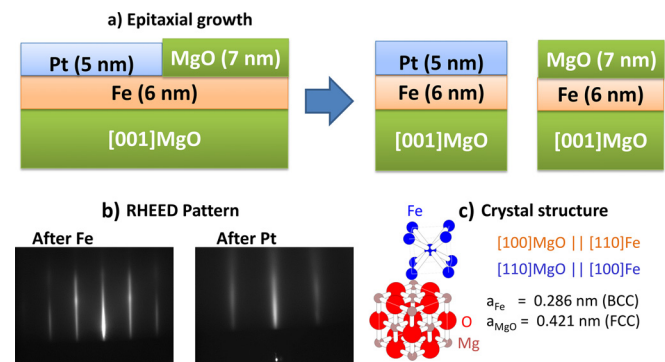 a) Epitaxial growth
Pt (5 nm)
MgO (7 nm)
Fe (6 nm)
[001]MgO
Pt (5 nm)
Fe (6 nm)
[001]MgO
MgO (7 nm)
Fe (6 nm)
[001]MgO
b) RHEED Pattern
After Fe
After Pt
Fe
O
Mg
c) Crystal structure
[100]MgO || [110]Fe
[110]MgO || [100]Fe
aFe = 0.286 nm (BCC)
aMgO = 0.421 nm (FCC)